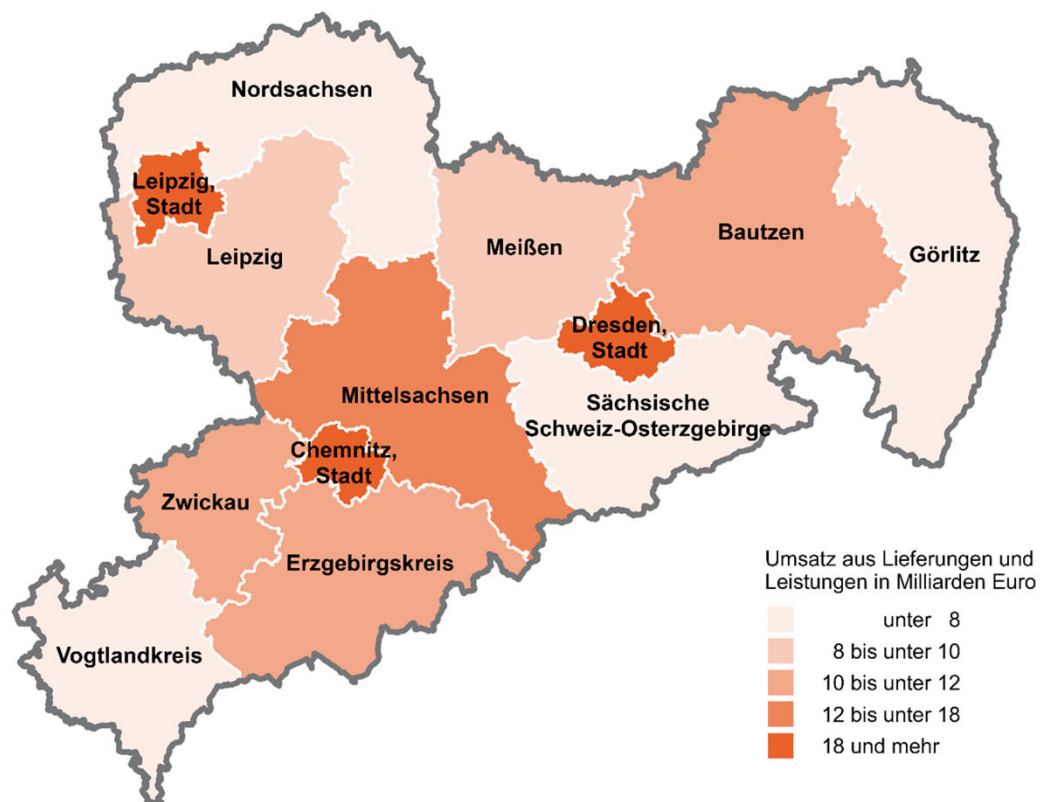 Nordsachsen
Leipzig,
Stadt
Leipzig
Meißen
Bautzen
Görlitz
Dresden,
Stadt
Mittelsachsen
Sächsische
Schweiz-Osterzgebirge
Chemnitz,
Stadt
Zwickau
Erzgebirgskreis
Vogtlandkreis
Umsatz aus Lieferungen und
Leistungen in Milliarden Euro
unter 8
8 bis unter 10
10 bis unter 12
12 bis unter 18
18 und mehr